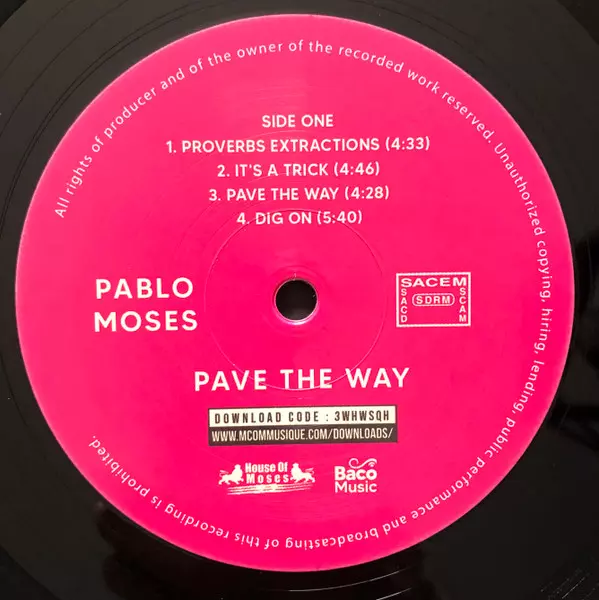 All rights of producer and of the owner of the recorded work reserved. Unauthorized copying, hiring, lending, public performance and broadcasting of this recording is prohibited.
SIDE ONE
1. PROVERBS EXTRACTIONS (4:33)
2. IT'S A TRICK (4:46)
3. PAVE THE WAY (4:28)
4. DIG ON (5:40)
PABLO
MOSES
SACEM
SACD
SDRM
SCAM
PAVE THE WAY
DOWNLOAD CODE : 3WHWSQH
WWW.MCOMMUSIQUE.COM/DOWNLOADS/
House Of
Moses
Baco
Music